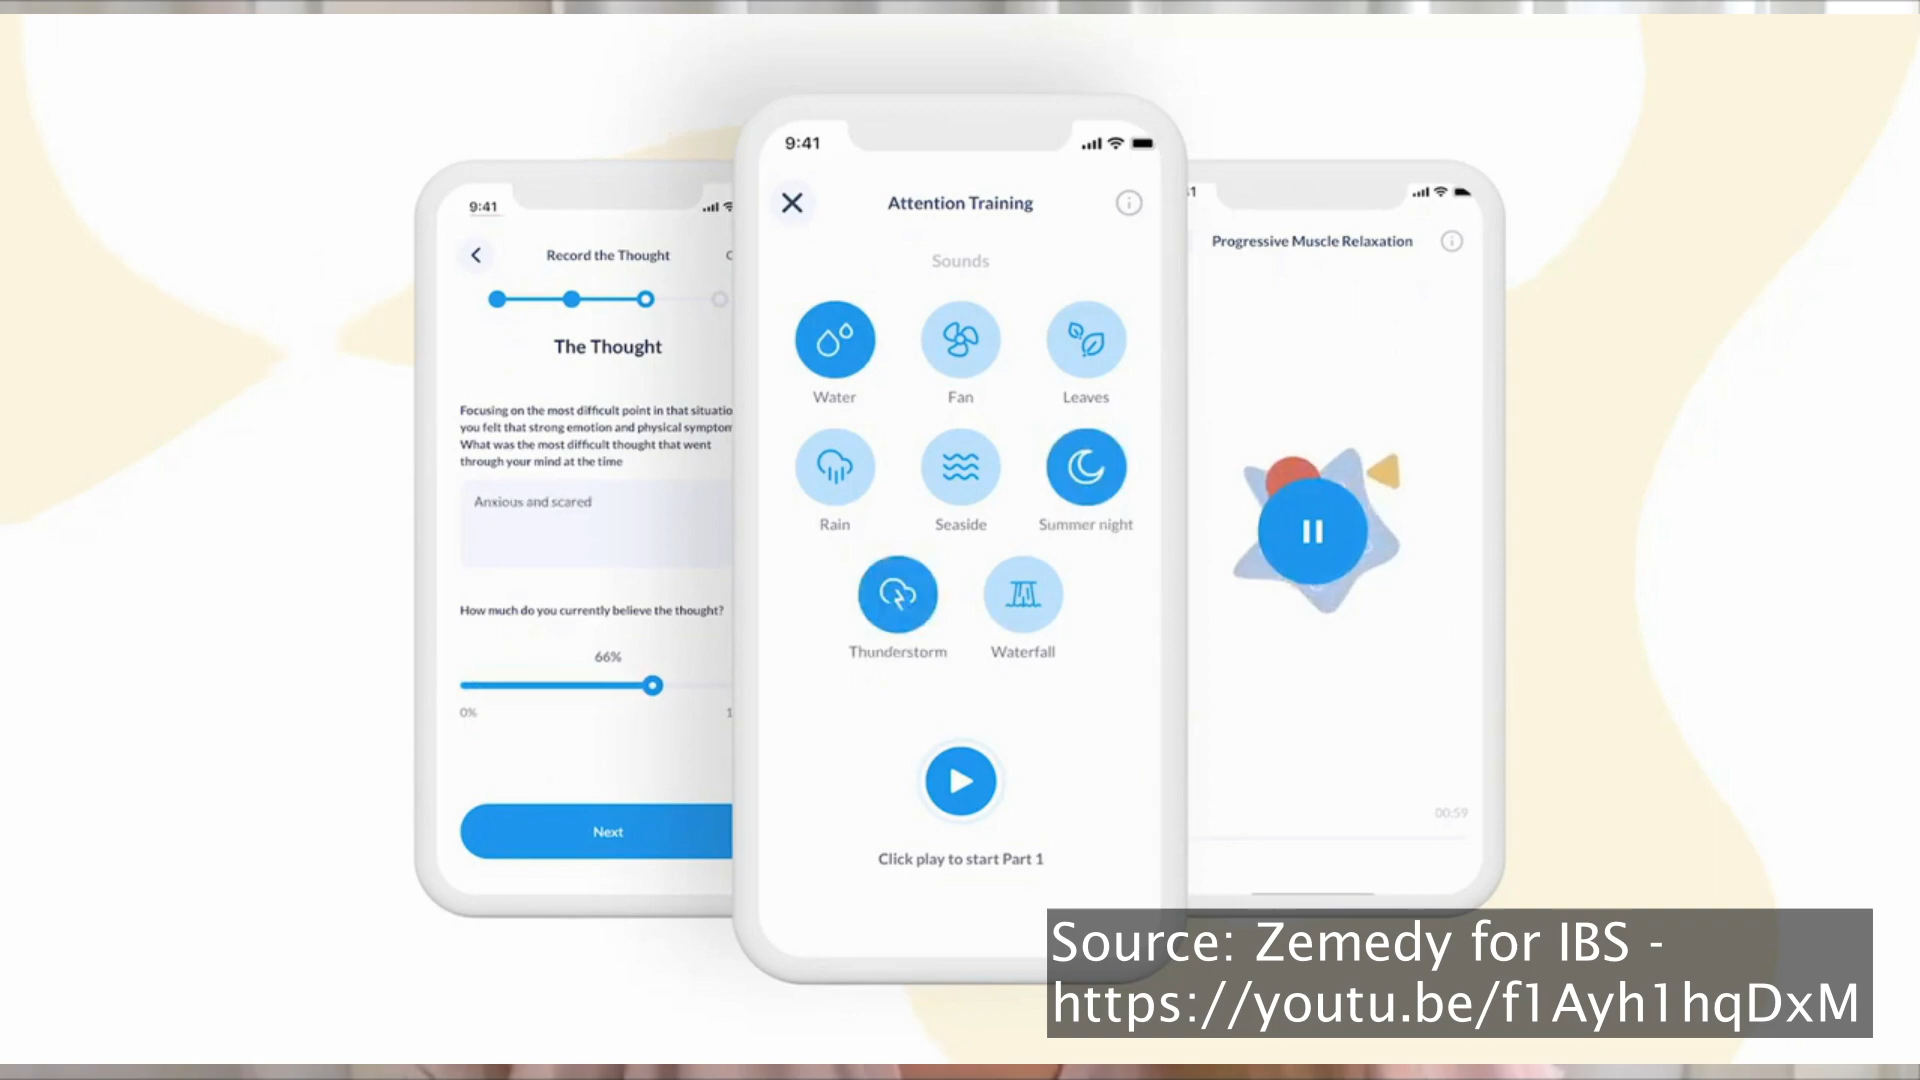 9:41
Record the Thought
The Thought
Focusing on the most difficult point in that situatio
you felt that strong emotion and physical symptom
What was the most difficult thought that went
through your mind at the time
Anxious and scared
How much do you currently believe the thought?
66%
0%
1
Next
9:41
Attention Training
Sounds
Water
Fan
Leaves
Rain
Seaside
Summer night
Thunderstorm
Waterfall
Click play to start Part 1
1
Progressive Muscle Relaxation
00:59
Source: Zemedy for IBS -
https://youtu.be/f1Ayh1hqDxM